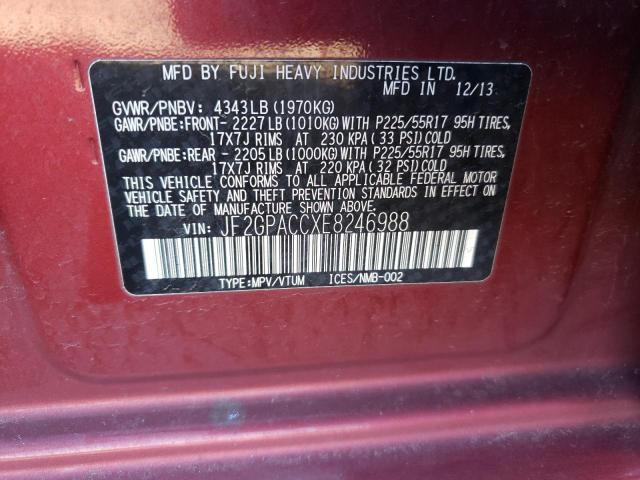 MFD BY FUJI HEAVY INDUSTRIES LTD.
MFD IN 12/13
GVWR/PNBV: 4343LB(1970KG)
GAWR/PNBE:FRONT- 2227LB(1010KG)WITH P225/55R17 95H TIRES,
17X7J RIMS AT 230 KPA(33 PSI)COLD
GAWR/PNBE:REAR - 2205LB(1000KG)WITH P225/55R17 95H TIRES,
17X7J RIMS AT 220 KPA(32 PSI)COLD
THIS VEHICLE CONFORMS TO ALL APPLICABLE FEDERAL MOTOR
VEHICLE SAFETY AND THEFT PREVENTION STANDARDS IN EFFECT
ON THE DATE OF MANUFACTURE SHOWN ABOVE.
VIN: JF2GPACCXE8246988
TYPE:MPV/VTUM ICES/NMB-002